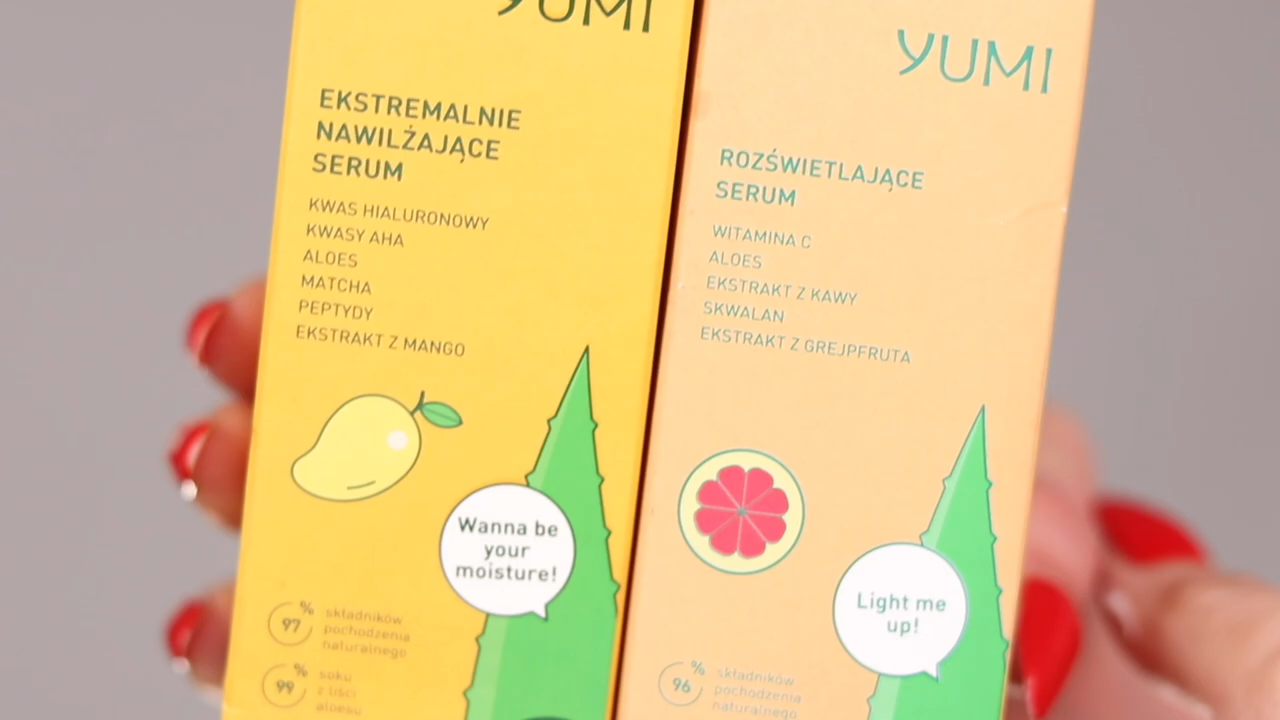 YUMI
EKSTREMALNIE
NAWILŻAJĄCE
SERUM
KWAS HIALURONOWY
KWASY AHA
ALOES
MATCHA
PEPTYDY
EKSTRAKT Z MANGO
Wanna be
your
moisture!
97%
składników
pochodzenia
naturalnego
99%
soku
z liści
aloesu
YUMI
ROZŚWIETLAJĄCE
SERUM
WITAMINA C
ALOES
EKSTRAKT Z KAWY
SKWALAN
EKSTRAKT Z GREJPFRUTA
Light me
up!
96%
składników
pochodzenia
naturalnego